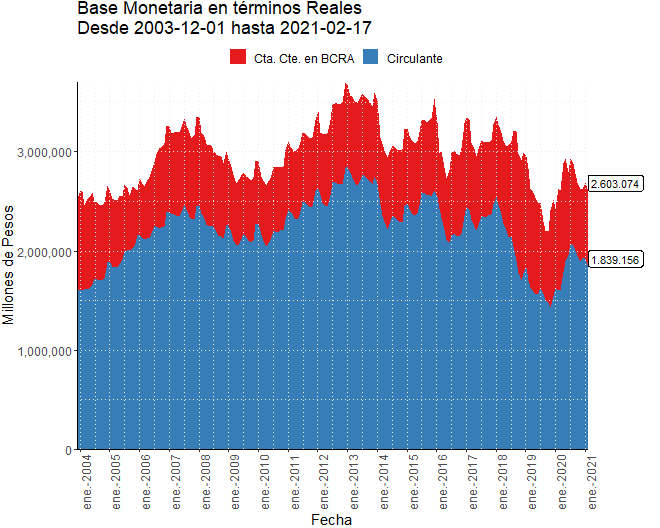 Base Monetaria en términos Reales
Desde 2003-12-01 hasta 2021-02-17
Cta. Cte. en BCRA
Circulante
Millones de Pesos
3,000,000
2,000,000
1,000,000
0
2.603.074
1.839.156
ene.-2004
ene.-2005
ene.-2006
ene.-2007
ene.-2008
ene.-2009
ene.-2010
ene.-2011
ene.-2012
ene.-2013
ene.-2014
ene.-2015
ene.-2016
ene.-2017
ene.-2018
ene.-2019
ene.-2020
ene.-2021
Fecha